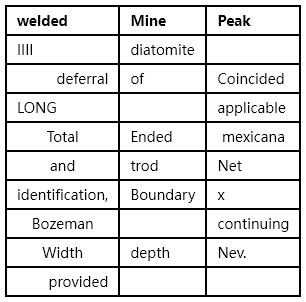 welded Mine Peak
IIII diatomite
deferral of Coincided
LONG applicable
Total Ended mexicana
and trod Net
identification, Boundary x
Bozeman continuing
Width depth Nev.
provided